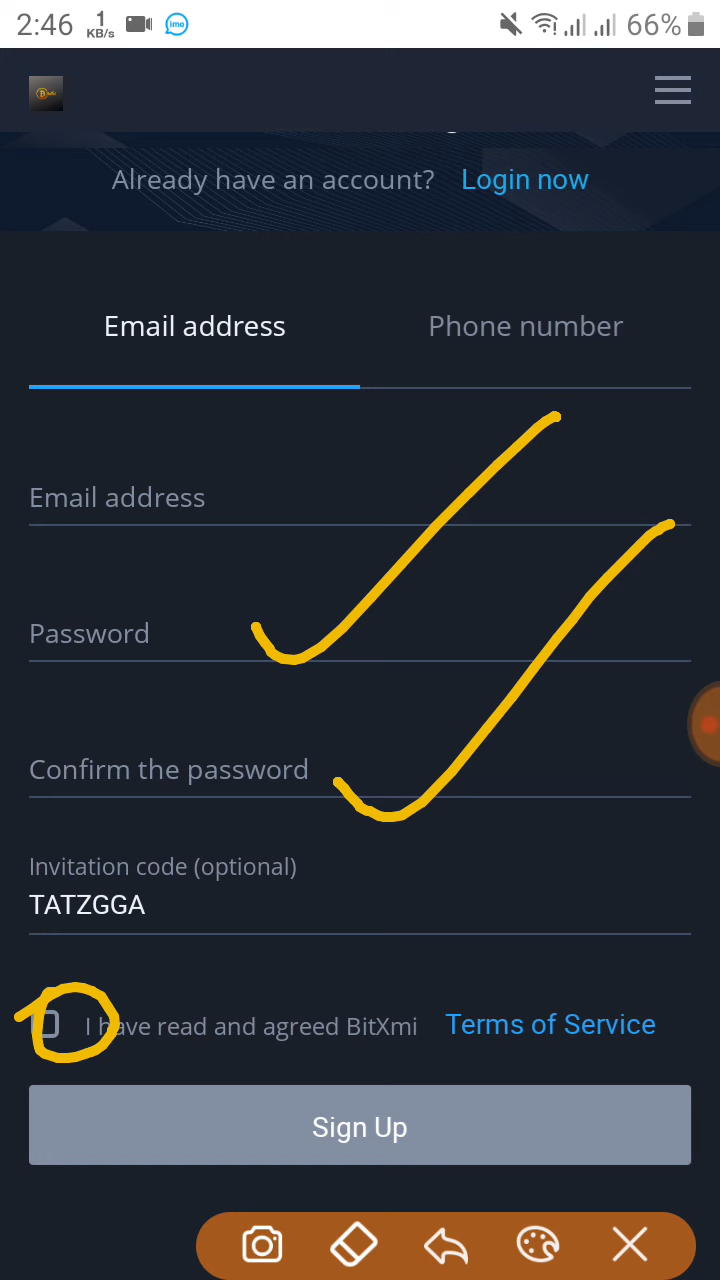 2:46 1 KB/s imo 66%
Already have an account? Login now
Email address Phone number
Email address
Password
Confirm the password
Invitation code (optional)
TATZGGA
I have read and agreed BitXmi Terms of Service
Sign Up